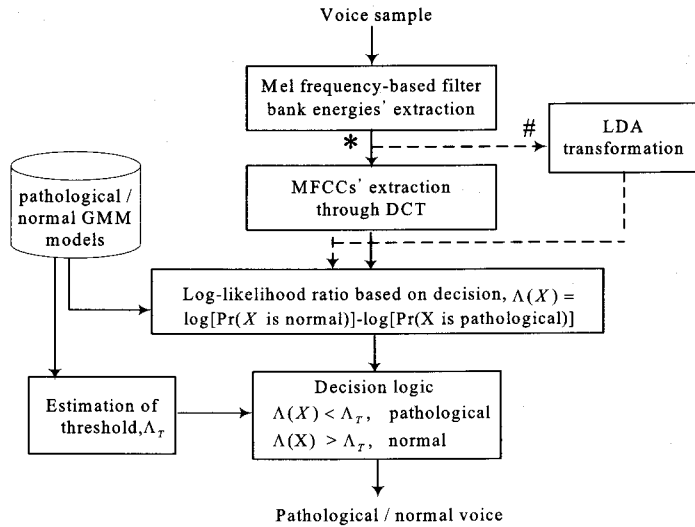 Voice sample
Mel frequency-based filter
bank energies' extraction
*
#
LDA
transformation
MFCCs' extraction
through DCT
pathological /
normal GMM
models
Log-likelihood ratio based on decision, Λ(X) =
log[Pr(X is normal)]-log[Pr(X is pathological)]
Estimation of
threshold,Λ_T
Decision logic
Λ(X) < Λ_T, pathological
Λ(X) > Λ_T, normal
Pathological / normal voice